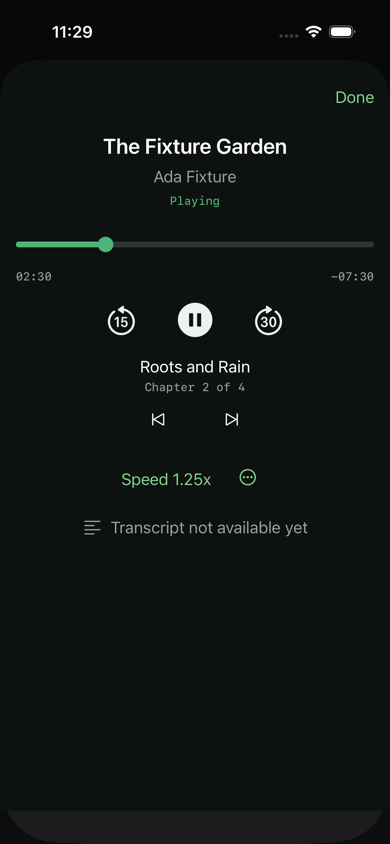 11:29
Done
The Fixture Garden
Ada Fixture
Playing
02:30 −07:30
15 30
Roots and Rain
Chapter 2 of 4
Speed 1.25x
Transcript not available yet